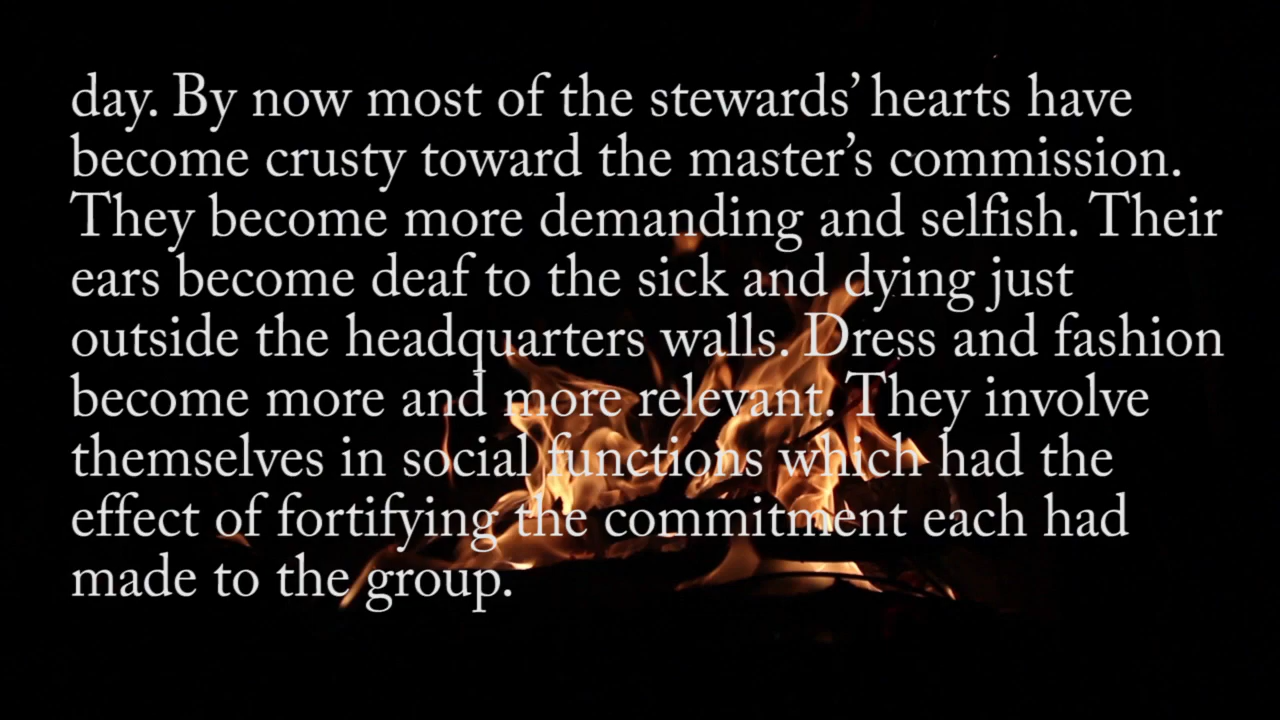 day. By now most of the stewards’ hearts have
become crusty toward the master’s commission.
They become more demanding and selfish. Their
ears become deaf to the sick and dying just
outside the headquarters walls. Dress and fashion
become more and more relevant. They involve
themselves in social functions which had the
effect of fortifying the commitment each had
made to the group.